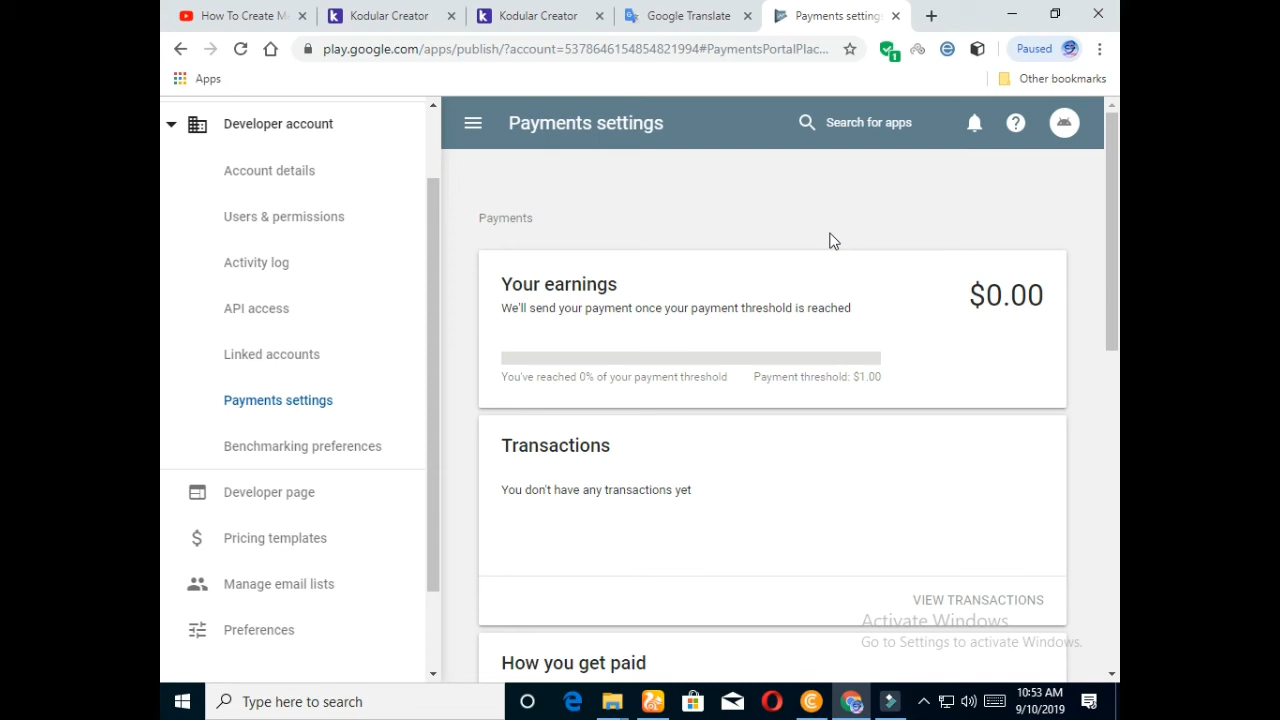 How To Create M
Kodular Creator
Kodular Creator
Google Translate
Payments setting
play.google.com/apps/publish/?account=5378646154854821994#PaymentsPortalPlac...
1
Paused
Apps
Other bookmarks
Developer account
Account details
Users & permissions
Activity log
API access
Linked accounts
Payments settings
Benchmarking preferences
Developer page
Pricing templates
Manage email lists
Preferences
Payments settings
Search for apps
Payments
Your earnings
$0.00
We'll send your payment once your payment threshold is reached
You've reached 0% of your payment threshold
Payment threshold: $1.00
Transactions
You don't have any transactions yet
VIEW TRANSACTIONS
Activate Windows
Go to Settings to activate Windows.
How you get paid
Type here to search
10:53 AM
9/10/2019